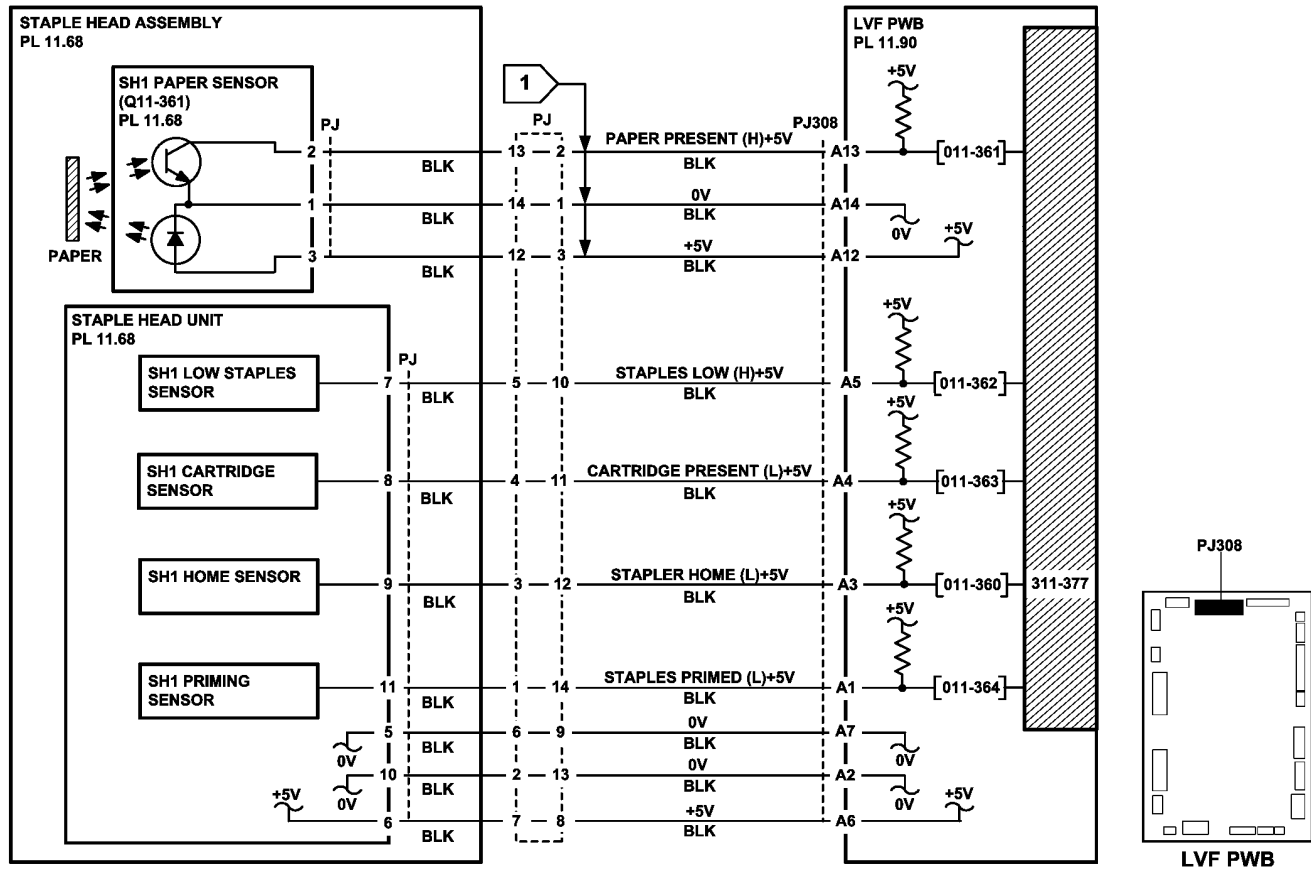 STAPLE HEAD ASSEMBLY
PL 11.68
SH1 PAPER SENSOR
(Q11-361)
PL 11.68
PAPER
PJ
1
PJ
PJ308
LVF PWB
PL 11.90
+5V
2 BLK 13 2 PAPER PRESENT (H)+5V BLK A13 011-361
1 BLK 14 1 0V BLK A14 0V
3 BLK 12 3 +5V BLK A12 +5V
STAPLE HEAD UNIT
PL 11.68
PJ
+5V
SH1 LOW STAPLES
SENSOR
7 BLK 5 10 STAPLES LOW (H)+5V BLK A5 011-362
+5V
SH1 CARTRIDGE
SENSOR
8 BLK 4 11 CARTRIDGE PRESENT (L)+5V BLK A4 011-363
+5V
SH1 HOME SENSOR
9 BLK 3 12 STAPLER HOME (L)+5V BLK A3 011-360 311-377
+5V
SH1 PRIMING
SENSOR
11 BLK 1 14 STAPLES PRIMED (L)+5V BLK A1 011-364
0V 5 BLK 6 9 0V BLK A7 0V
0V 10 BLK 2 13 0V BLK A2 0V
+5V 6 BLK 7 8 +5V BLK A6 +5V
PJ308
LVF PWB